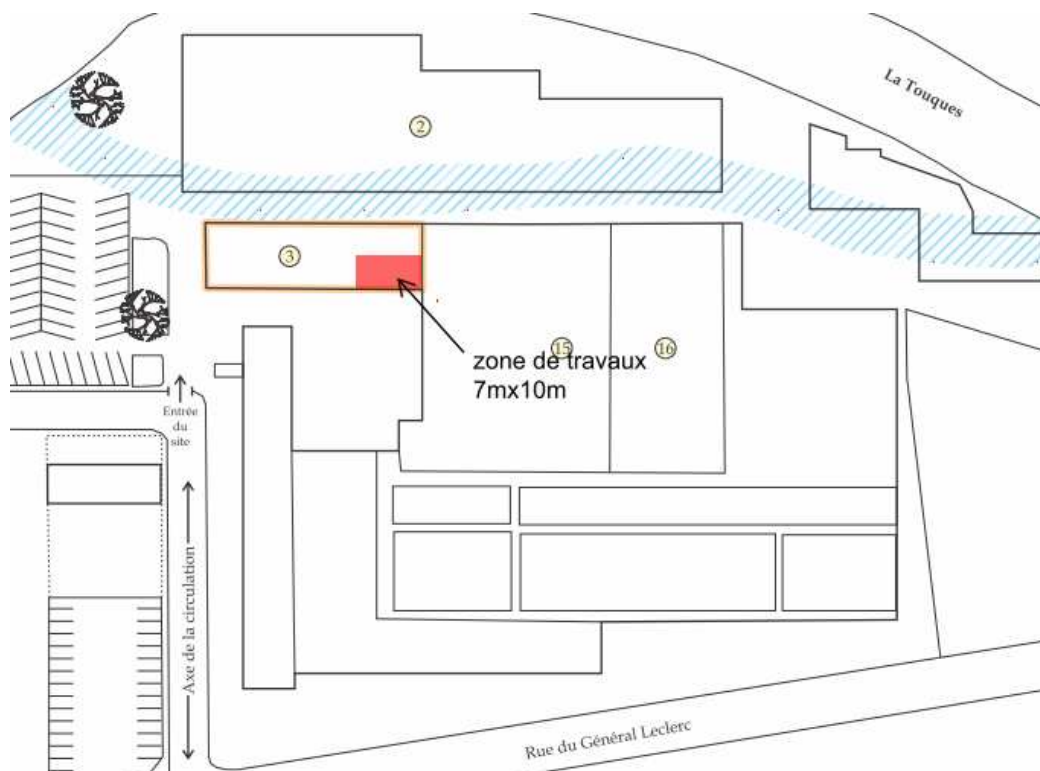 La Touques
2
3
15
16
zone de travaux
7mx10m
Entrée
du
site
Axe de la circulation
Rue du Général Leclerc